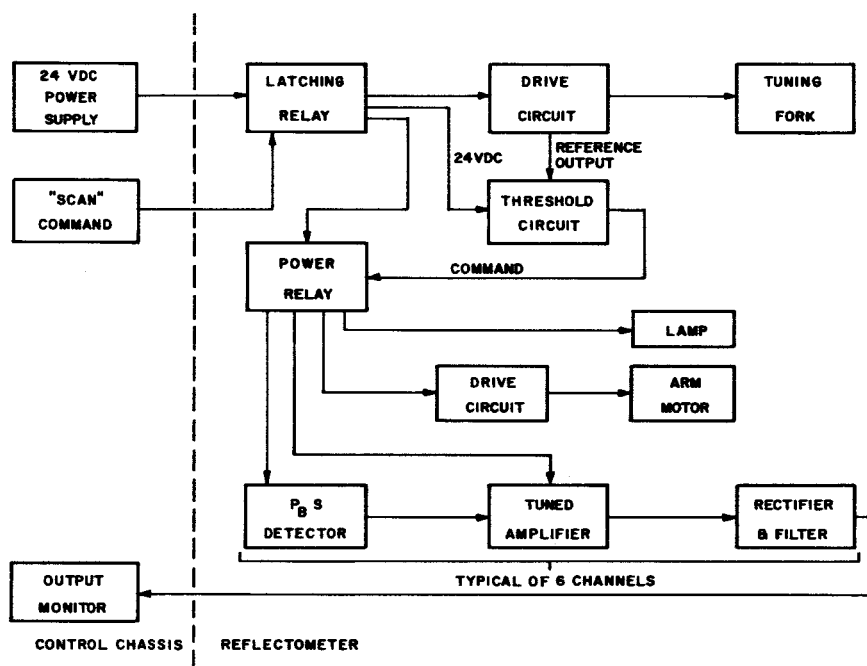 24 VDC
POWER
SUPPLY
LATCHING
RELAY
DRIVE
CIRCUIT
TUNING
FORK
24VDC
REFERENCE
OUTPUT
"SCAN"
COMMAND
THRESHOLD
CIRCUIT
POWER
RELAY
COMMAND
LAMP
DRIVE
CIRCUIT
ARM
MOTOR
PBS
DETECTOR
TUNED
AMPLIFIER
RECTIFIER
& FILTER
TYPICAL OF 6 CHANNELS
OUTPUT
MONITOR
CONTROL CHASSIS
REFLECTOMETER